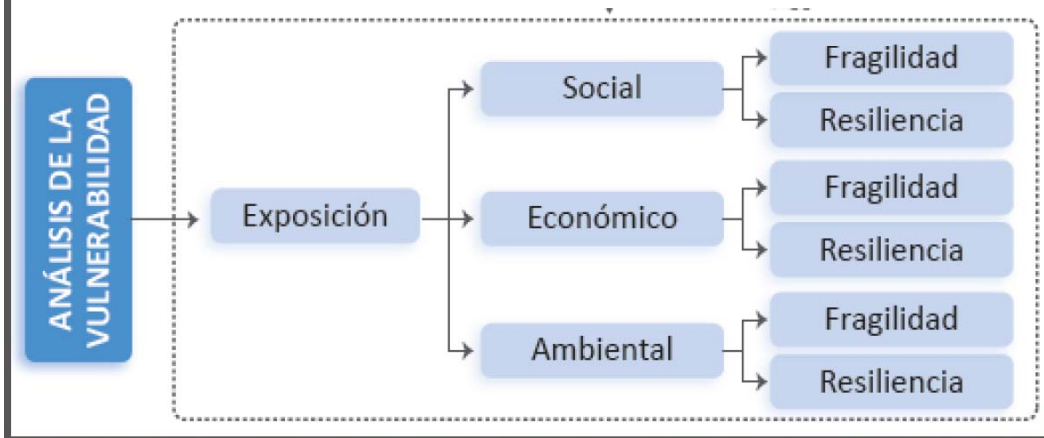 ANÁLISIS DE LA
VULNERABILIDAD
Exposición
Social
Fragilidad
Resiliencia
Económico
Fragilidad
Resiliencia
Ambiental
Fragilidad
Resiliencia